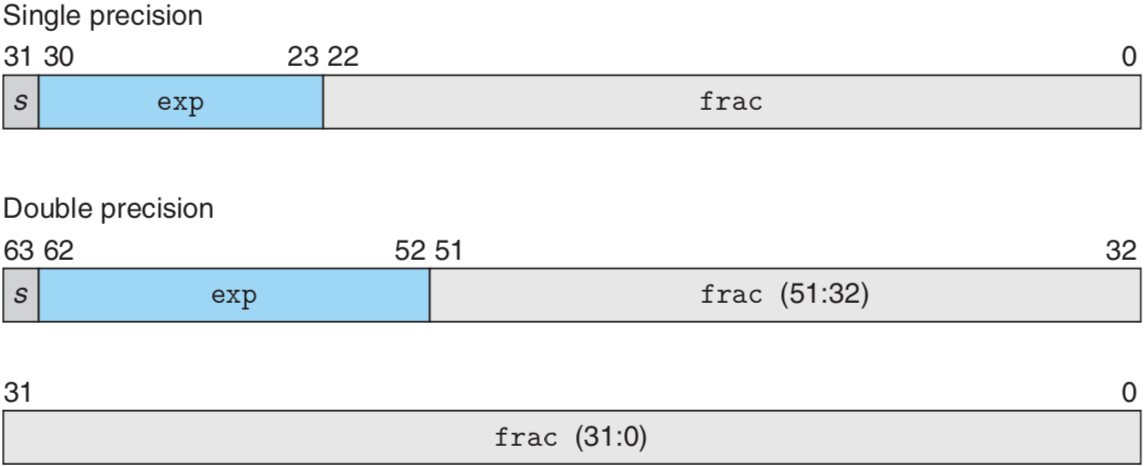 Single precision
31 30 23 22 0
s exp frac
Double precision
63 62 52 51 32
s exp frac (51:32)
31 0
frac (31:0)